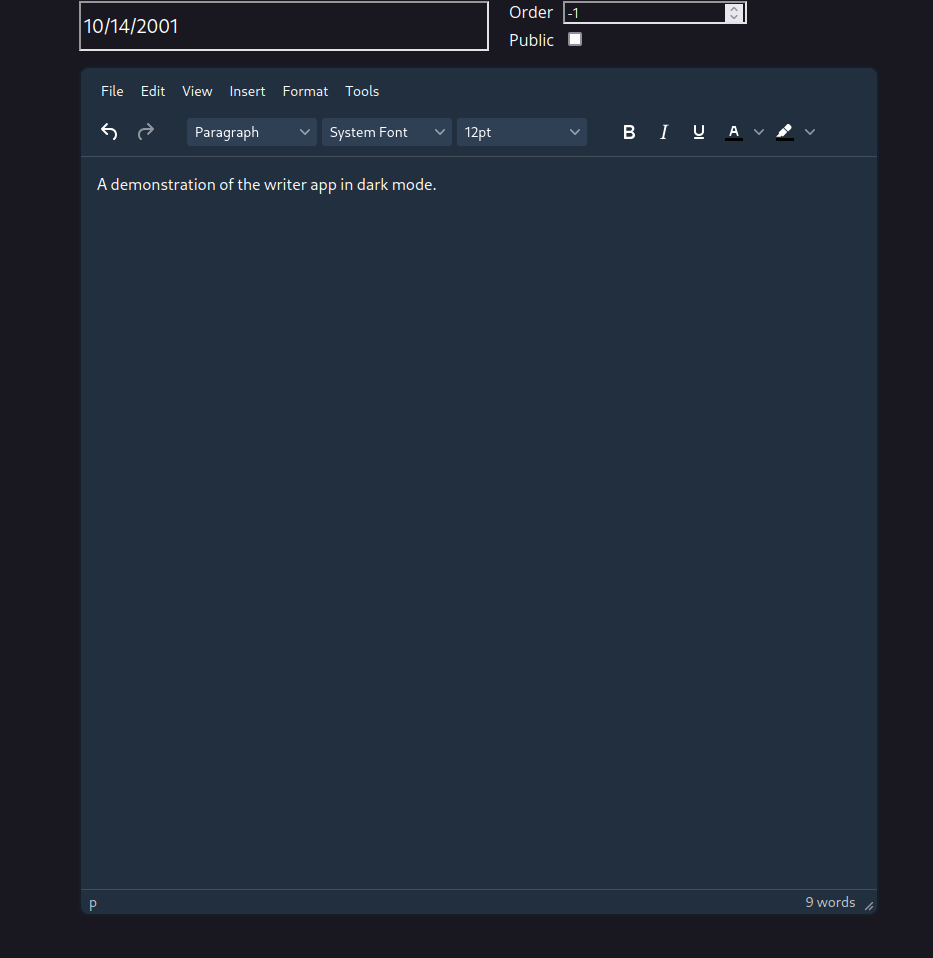 10/14/2001
Order -1
Public
File Edit View Insert Format Tools
Paragraph System Font 12pt B I U A
A demonstration of the writer app in dark mode.
p 9 words